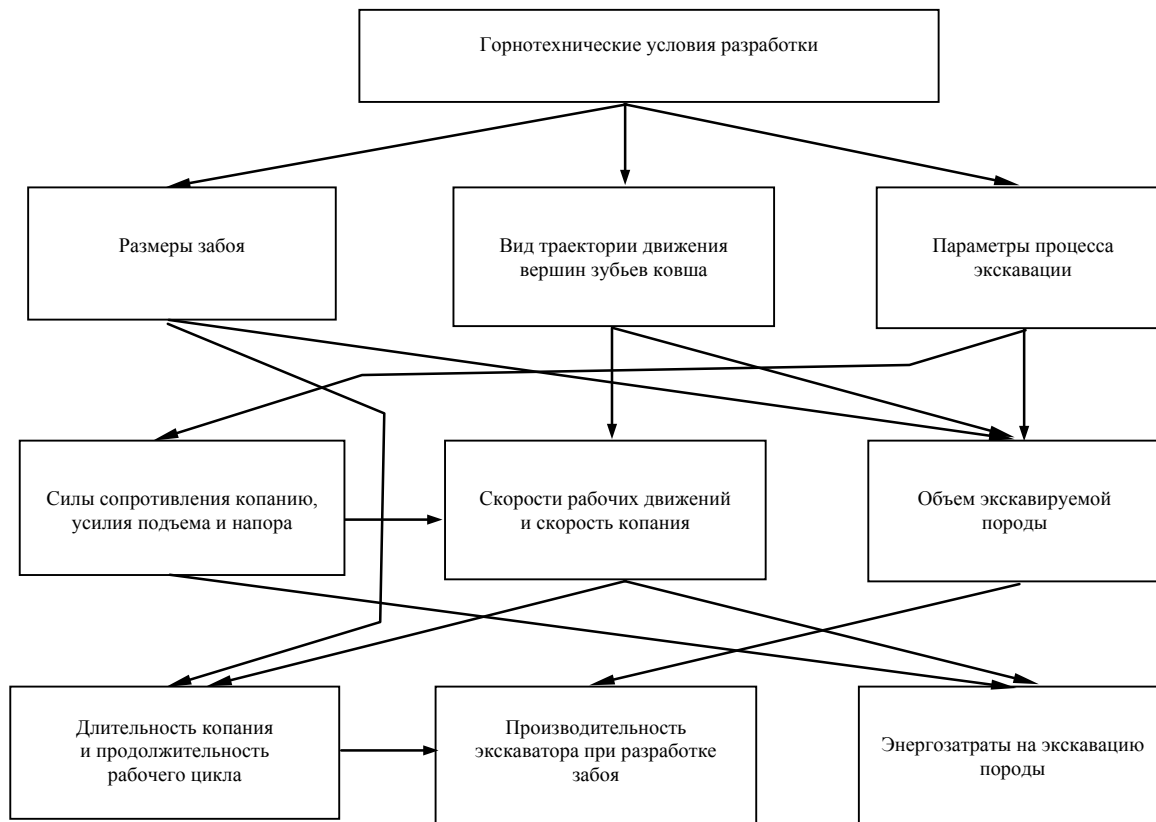 Горнотехнические условия разработки
Размеры забоя
Вид траектории движения
вершин зубьев ковша
Параметры процесса
экскавации
Силы сопротивления копанию,
усилия подъема и напора
Скорости рабочих движений
и скорость копания
Объем экскавируемой
породы
Длительность копания
и продолжительность
рабочего цикла
Производительность
экскаватора при разработке
забоя
Энергозатраты на экскавацию
породы